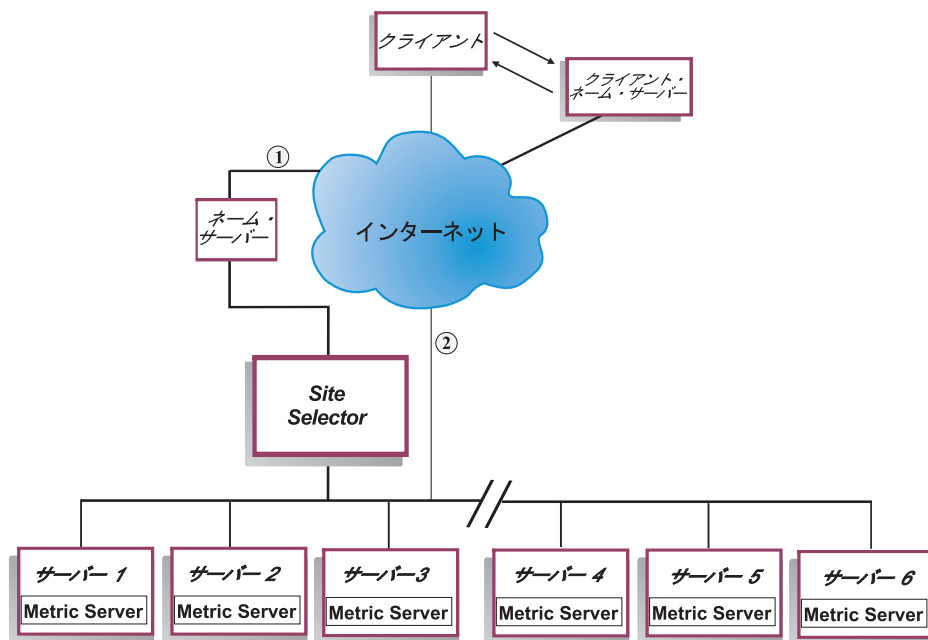 クライアント
クライアント・
ネーム・サーバー
①
ネーム・
サーバー
インターネット
②
Site
Selector
サーバー 1
Metric Server
サーバー 2
Metric Server
サーバー3
Metric Server
サーバー 4
Metric Server
サーバー 5
Metric Server
サーバー 6
Metric Server